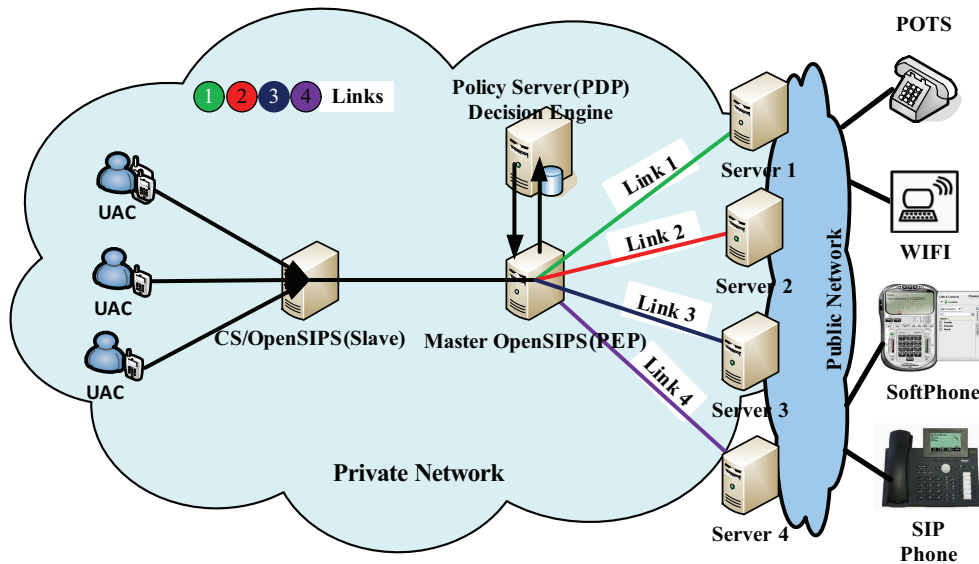 POTS
1 2 3 4 Links
Policy Server(PDP)
Decision Engine
Link 1
Server 1
UAC
Link 2
WIFI
UAC
Server 2
Public Network
CS/OpenSIPS(Slave)
Master OpenSIPS(PEP)
Link 3
UAC
Link 4
Server 3
SoftPhone
Private Network
Server 4
SIP
Phone